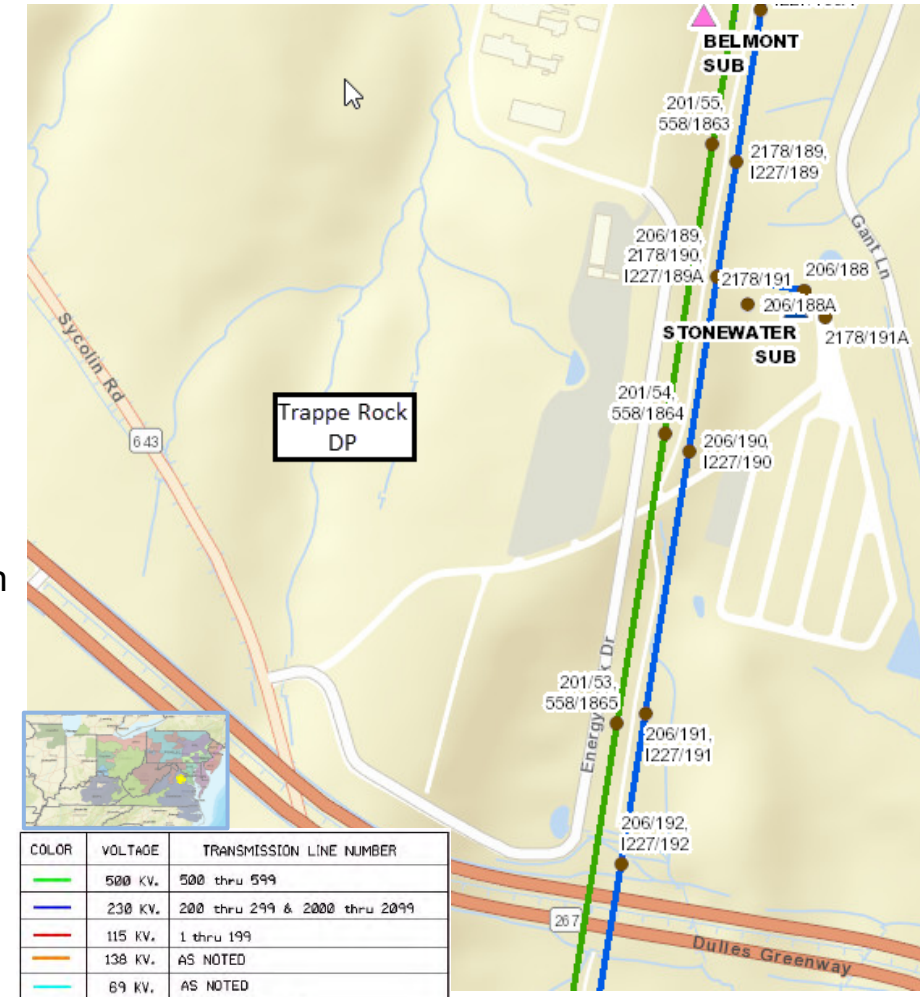 BELMONT
SUB
201/55,
558/1863
2178/189,
I227/189
Gant Ln
206/189,
2178/190,
I227/189A
2178/191
206/188
206/188A
STONEWATER
SUB
2178/191A
Sycolin Rd
643
Trappe Rock
DP
201/54,
558/1864
206/190,
I227/190
201/53,
558/1865
Energy
k Dr
206/191,
I227/191
206/192,
I227/192
267
Dulles Greenway
n
COLOR VOLTAGE TRANSMISSION LINE NUMBER
500 KV. 500 thru 599
230 KV. 200 thru 299 & 2000 thru 2099
115 KV. 1 thru 199
138 KV. AS NOTED
69 KV. AS NOTED